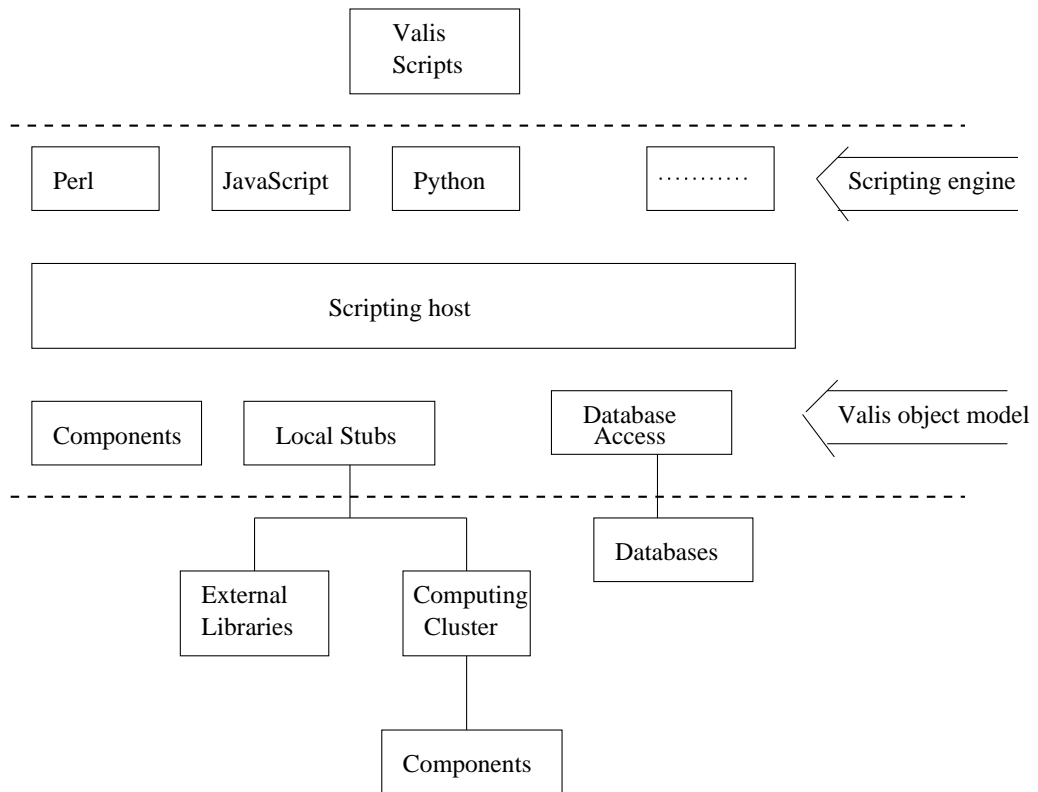 Valis
Scripts
Perl
JavaScript
Python
...........
Scripting engine
Scripting host
Components
Local Stubs
Database
Access
Valis object model
External
Libraries
Computing
Cluster
Databases
Components